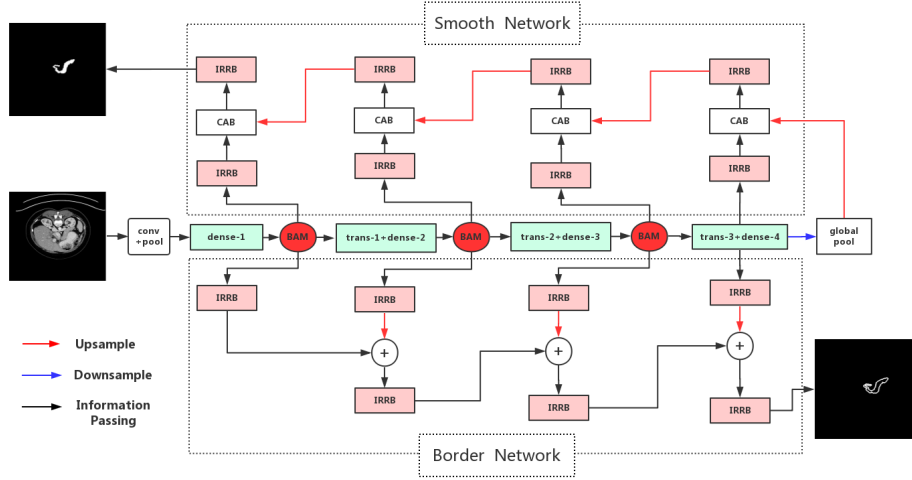 Smooth Network
IRRB
IRRB
IRRB
IRRB
CAB
CAB
CAB
CAB
IRRB
IRRB
IRRB
IRRB
conv
+pool
dense-1
BAM
trans-1+dense-2
BAM
trans-2+dense-3
BAM
trans-3+dense-4
global
pool
IRRB
IRRB
IRRB
IRRB
+
+
+
Upsample
Downsample
Information
Passing
IRRB
IRRB
IRRB
Border Network